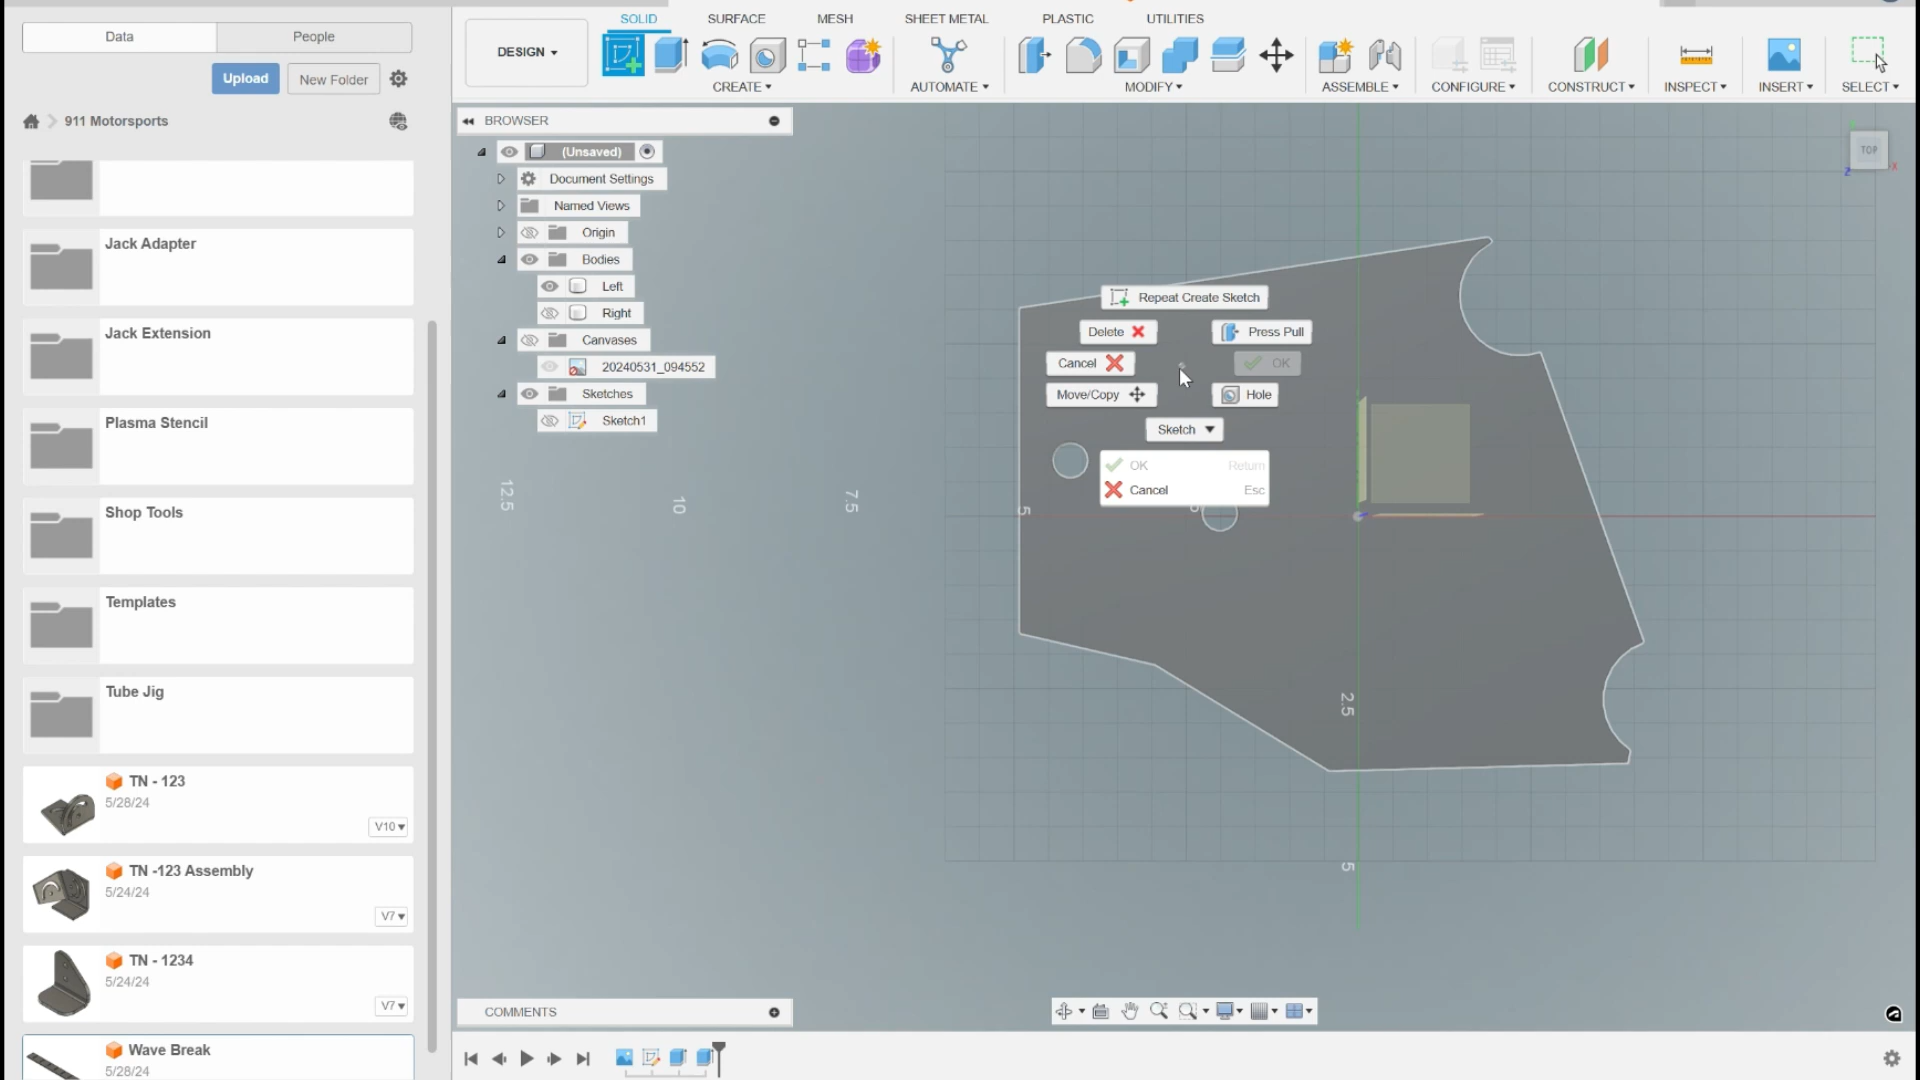 Data
People
Upload
New Folder
911 Motorsports
Jack Adapter
Jack Extension
Plasma Stencil
Shop Tools
Templates
Tube Jig
TN - 123
5/28/24
V10
TN -123 Assembly
5/24/24
V7
TN - 1234
5/24/24
V7
Wave Break
5/28/24
DESIGN
SOLID
SURFACE
MESH
SHEET METAL
PLASTIC
UTILITIES
CREATE
AUTOMATE
MODIFY
ASSEMBLE
CONFIGURE
CONSTRUCT
INSPECT
INSERT
SELECT
BROWSER
(Unsaved)
Document Settings
Named Views
Origin
Bodies
Left
Right
Canvases
20240531_094552
Sketches
Sketch1
12.5
10
7.5
5
2.5
5
TOP
X
Z
Repeat Create Sketch
Delete
Press Pull
Cancel
OK
Move/Copy
Hole
Sketch
OK Return
Cancel Esc
COMMENTS